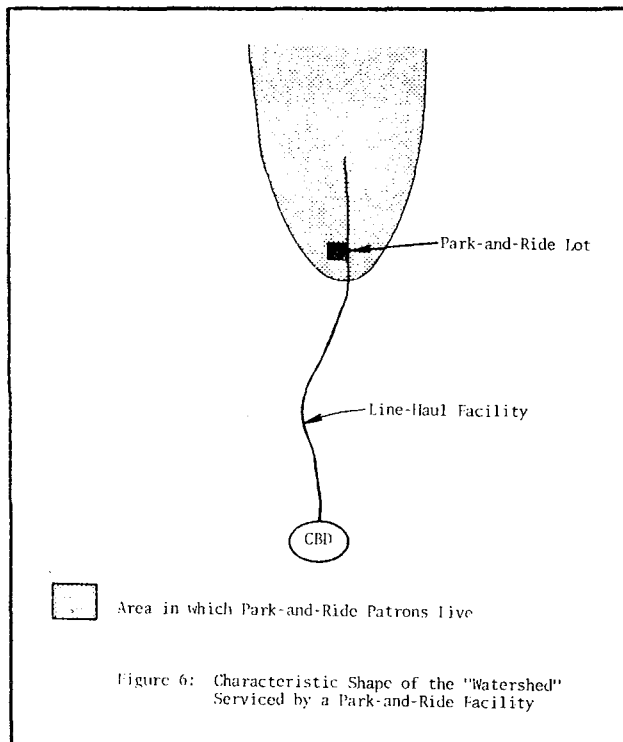 Park-and-Ride Lot
Line-Haul Facility
CBD
Area in which Park-and-Ride Patrons Live
Figure 6: Characteristic Shape of the "Watershed"
Serviced by a Park-and-Ride Facility